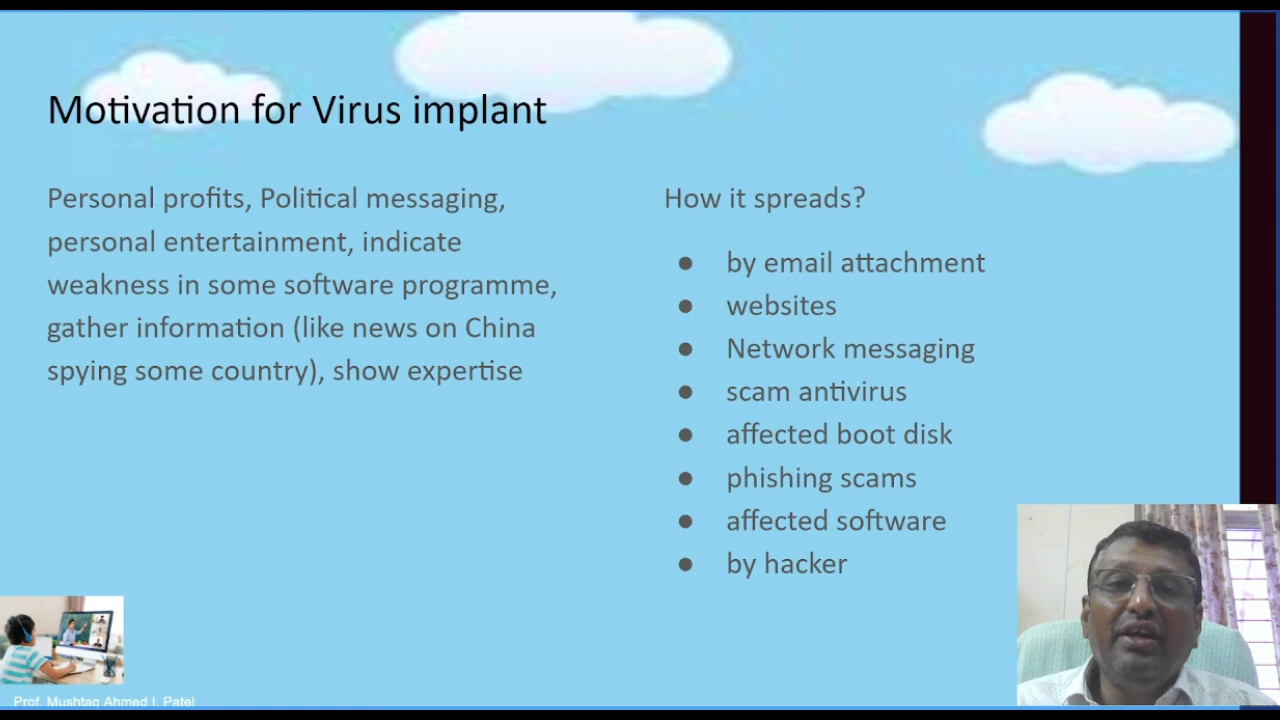 Motivation for Virus implant
Personal profits, Political messaging,
personal entertainment, indicate
weakness in some software programme,
gather information (like news on China
spying some country), show expertise
How it spreads?
● by email attachment
● websites
● Network messaging
● scam antivirus
● affected boot disk
● phishing scams
● affected software
● by hacker
Prof. Mushtaq Ahmed I. Patel